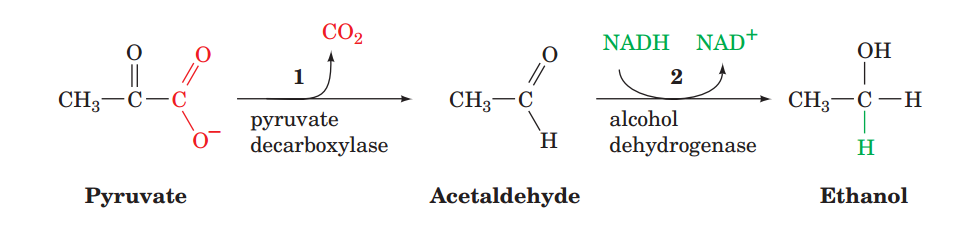 CO₂
NADH NAD⁺
O O O OH
1 2
CH₃—C—C CH₃—C CH₃—C—H
pyruvate alcohol
O⁻ decarboxylase H dehydrogenase H
Pyruvate Acetaldehyde Ethanol